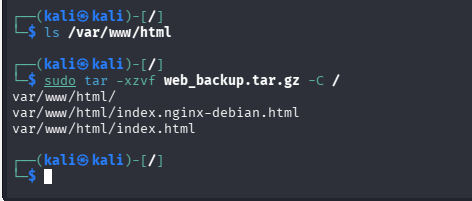 ┌──(kali㉿kali)-[/]
└─$ ls /var/www/html
┌──(kali㉿kali)-[/]
└─$ sudo tar -xzvf web_backup.tar.gz -C /
var/www/html/
var/www/html/index.nginx-debian.html
var/www/html/index.html
┌──(kali㉿kali)-[/]
└─$